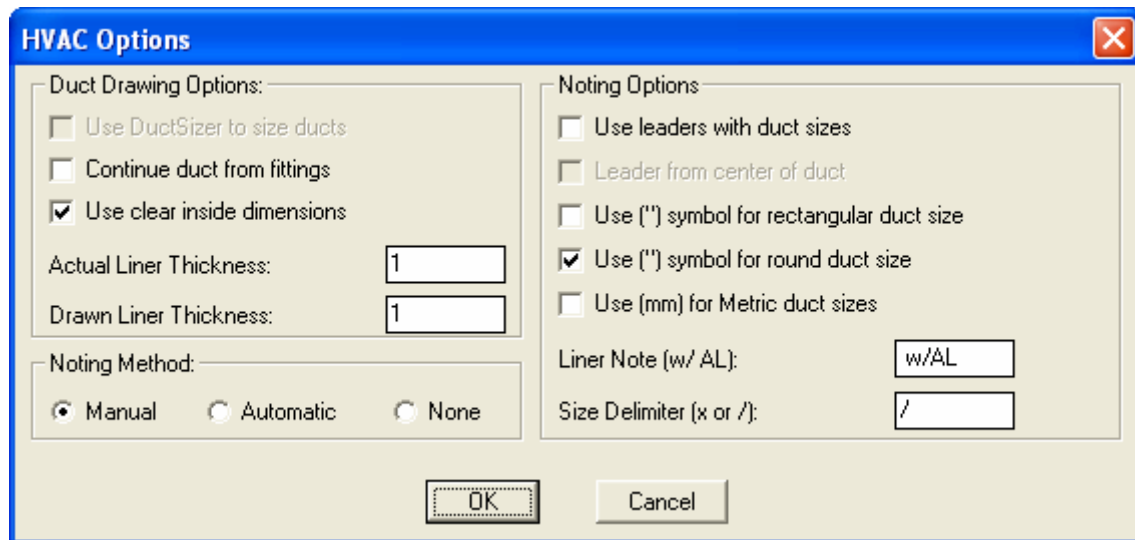 HVAC Options
Duct Drawing Options:
Use DuctSizer to size ducts
Continue duct from fittings
Use clear inside dimensions
Actual Liner Thickness: 1
Drawn Liner Thickness: 1
Noting Method:
Manual Automatic None
Noting Options
Use leaders with duct sizes
Leader from center of duct
Use (") symbol for rectangular duct size
Use (") symbol for round duct size
Use (mm) for Metric duct sizes
Liner Note (w/ AL): w/AL
Size Delimiter (x or /): /
OK Cancel